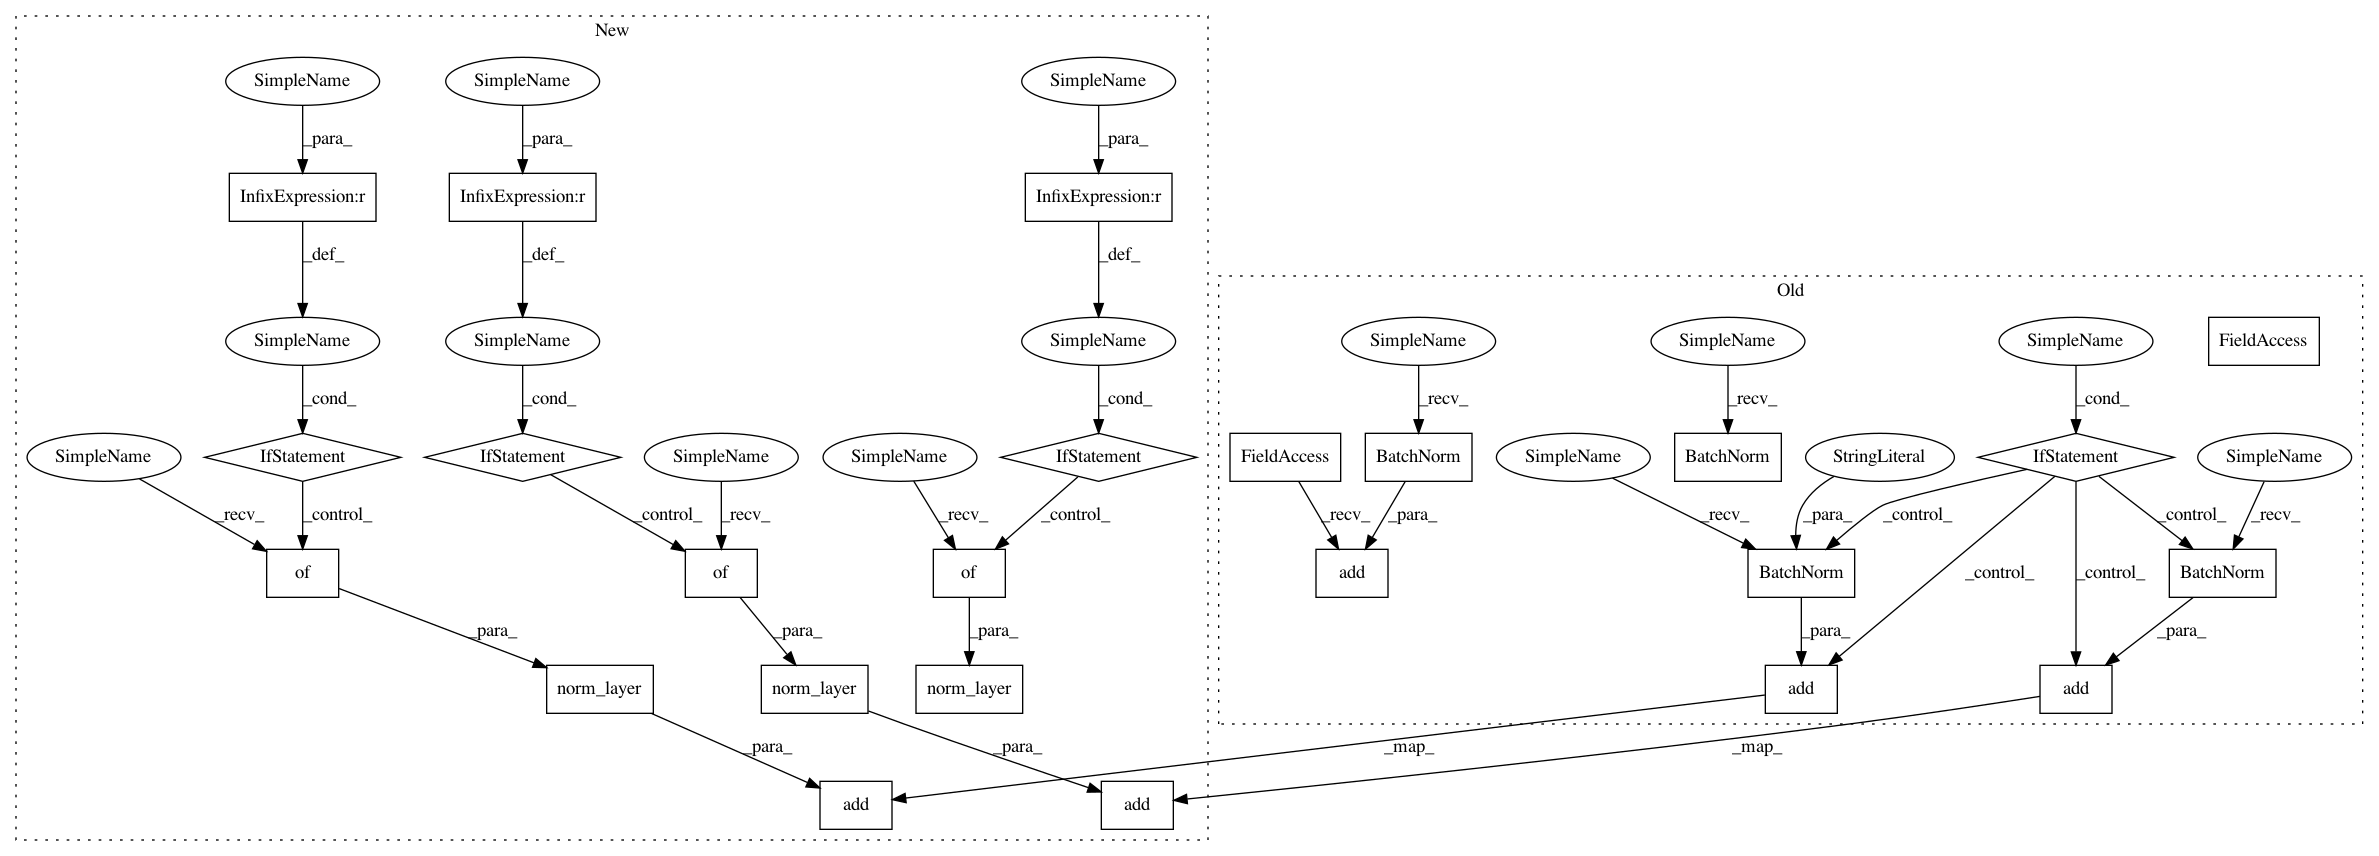 New
SimpleName
SimpleName
SimpleName
_para_
_para_
_para_
InfixExpression:r
InfixExpression:r
InfixExpression:r
_def_
_def_
_def_
Old
SimpleName
SimpleName
SimpleName
SimpleName
SimpleName
SimpleName
FieldAccess
_cond_
_cond_
_cond_
_recv_
_recv_
_cond_
SimpleName
IfStatement
IfStatement
SimpleName
SimpleName
IfStatement
FieldAccess
BatchNorm
SimpleName
BatchNorm
StringLiteral
IfStatement
SimpleName
_recv_
_control_
_control_
_recv_
_recv_
_control_
_recv_
_para_
_recv_
_para_
_control_
_control_
_recv_
of
of
of
add
BatchNorm
_control_
_control_
BatchNorm
_para_
_para_
_para_
_para_
_para_
norm_layer
norm_layer
norm_layer
add
add
_para_
_para_
_map_
_map_
add
add